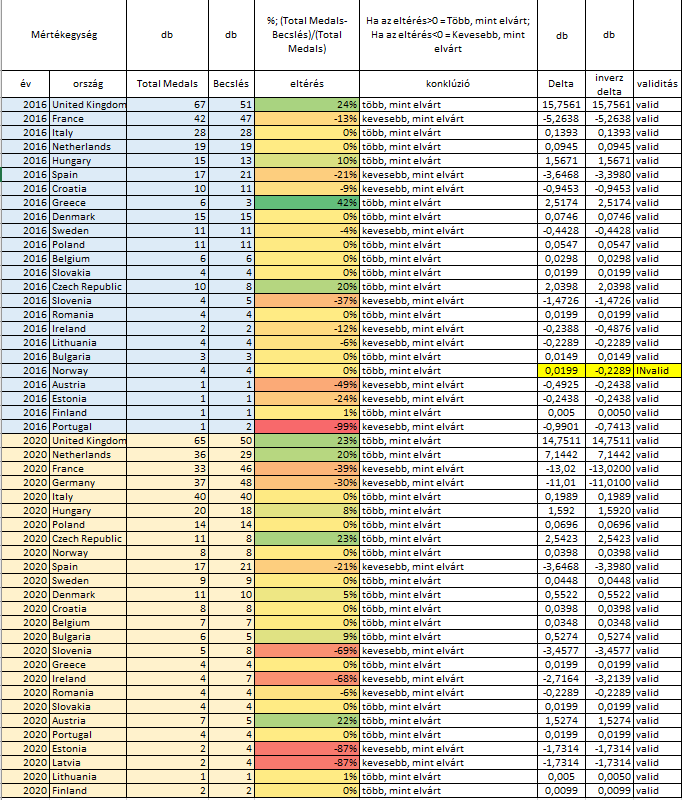 Mértékegység db db %; (Total Medals-Becslés)/(Total Medals) Ha az eltérés>0 = Több, mint elvárt; Ha az eltérés<0 = Kevesebb, mint elvárt db db
év ország Total Medals Becslés eltérés konklúzió Delta inverz delta validitás
2016 United Kingdom 67 51 24% több, mint elvárt 15,7561 15,7561 valid
2016 France 42 47 -13% kevesebb, mint elvárt -5,2638 -5,2638 valid
2016 Italy 28 28 0% több, mint elvárt 0,1393 0,1393 valid
2016 Netherlands 19 19 0% több, mint elvárt 0,0945 0,0945 valid
2016 Hungary 15 13 10% több, mint elvárt 1,5671 1,5671 valid
2016 Spain 17 21 -21% kevesebb, mint elvárt -3,6468 -3,3980 valid
2016 Croatia 10 11 -9% kevesebb, mint elvárt -0,9453 -0,9453 valid
2016 Greece 6 3 42% több, mint elvárt 2,5174 2,5174 valid
2016 Denmark 15 15 0% több, mint elvárt 0,0746 0,0746 valid
2016 Sweden 11 11 -4% kevesebb, mint elvárt -0,4428 -0,4428 valid
2016 Poland 11 11 0% több, mint elvárt 0,0547 0,0547 valid
2016 Belgium 6 6 0% több, mint elvárt 0,0298 0,0298 valid
2016 Slovakia 4 4 0% több, mint elvárt 0,0199 0,0199 valid
2016 Czech Republic 10 8 20% több, mint elvárt 2,0398 2,0398 valid
2016 Slovenia 4 5 -37% kevesebb, mint elvárt -1,4726 -1,4726 valid
2016 Romania 4 4 0% több, mint elvárt 0,0199 0,0199 valid
2016 Ireland 2 2 -12% kevesebb, mint elvárt -0,2388 -0,4876 valid
2016 Lithuania 4 4 -6% kevesebb, mint elvárt -0,2289 -0,2289 valid
2016 Bulgaria 3 3 0% több, mint elvárt 0,0149 0,0149 valid
2016 Norway 4 4 0% több, mint elvárt 0,0199 -0,2289 INvalid
2016 Austria 1 1 -49% kevesebb, mint elvárt -0,4925 -0,2438 valid
2016 Estonia 1 1 -24% kevesebb, mint elvárt -0,2438 -0,2438 valid
2016 Finland 1 1 1% több, mint elvárt 0,005 0,0050 valid
2016 Portugal 1 2 -99% kevesebb, mint elvárt -0,9901 -0,7413 valid
2020 United Kingdom 65 50 23% több, mint elvárt 14,7511 14,7511 valid
2020 Netherlands 36 29 20% több, mint elvárt 7,1442 7,1442 valid
2020 France 33 46 -39% kevesebb, mint elvárt -13,02 -13,0200 valid
2020 Germany 37 48 -30% kevesebb, mint elvárt -11,01 -11,0100 valid
2020 Italy 40 40 0% több, mint elvárt 0,1989 0,1989 valid
2020 Hungary 20 18 8% több, mint elvárt 1,592 1,5920 valid
2020 Poland 14 14 0% több, mint elvárt 0,0696 0,0696 valid
2020 Czech Republic 11 8 23% több, mint elvárt 2,5423 2,5423 valid
2020 Norway 8 8 0% több, mint elvárt 0,0398 0,0398 valid
2020 Spain 17 21 -21% kevesebb, mint elvárt -3,6468 -3,3980 valid
2020 Sweden 9 9 0% több, mint elvárt 0,0448 0,0448 valid
2020 Denmark 11 10 5% több, mint elvárt 0,5522 0,5522 valid
2020 Croatia 8 8 0% több, mint elvárt 0,0398 0,0398 valid
2020 Belgium 7 7 0% több, mint elvárt 0,0348 0,0348 valid
2020 Bulgaria 6 5 9% több, mint elvárt 0,5274 0,5274 valid
2020 Slovenia 5 8 -69% kevesebb, mint elvárt -3,4577 -3,4577 valid
2020 Greece 4 4 0% több, mint elvárt 0,0199 0,0199 valid
2020 Ireland 4 7 -68% kevesebb, mint elvárt -2,7164 -3,2139 valid
2020 Romania 4 4 -6% kevesebb, mint elvárt -0,2289 -0,2289 valid
2020 Slovakia 4 4 0% több, mint elvárt 0,0199 0,0199 valid
2020 Austria 7 5 22% több, mint elvárt 1,5274 1,5274 valid
2020 Portugal 4 4 0% több, mint elvárt 0,0199 0,0199 valid
2020 Estonia 2 4 -87% kevesebb, mint elvárt -1,7314 -1,7314 valid
2020 Latvia 2 4 -87% kevesebb, mint elvárt -1,7314 -1,7314 valid
2020 Lithuania 1 1 1% több, mint elvárt 0,005 0,0050 valid
2020 Finland 2 2 0% több, mint elvárt 0,0099 0,0099 valid